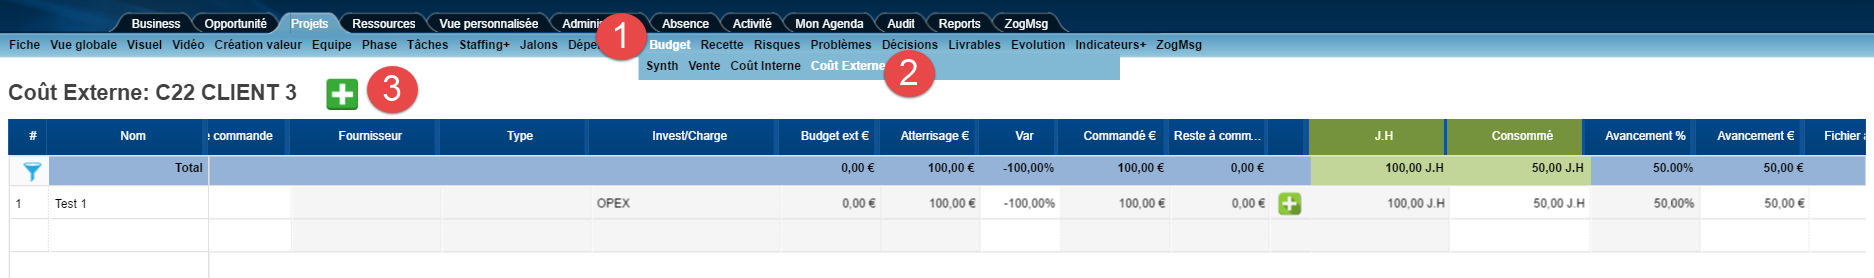 Business Opportunité Projets Ressources Vue personnalisée Admini Absence Activité Mon Agenda Audit Reports ZogMsg
Fiche Vue globale Visuel Vidéo Création valeur Equipe Phase Tâches Staffing+ Jalons Dépe 1 Budget Recette Risques Problèmes Décisions Livrables Evolution Indicateurs+ ZogMsg
Synth Vente Coût Interne Coût Externe 2
Coût Externe: C22 CLIENT 3 3
# Nom commande Fournisseur Type Invest/Charge Budget ext € Atterrisage € Var Commandé € Reste à comm... J.H Consommé Avancement % Avancement € Fichier
Total 0,00 € 100,00 € -100,00% 100,00 € 0,00 € 100,00 J.H 50,00 J.H 50.00% 50,00 €
1 Test 1 OPEX 0,00 € 100,00 € -100,00% 100,00 € 0,00 € 100,00 J.H 50,00 J.H 50,00% 50,00 €